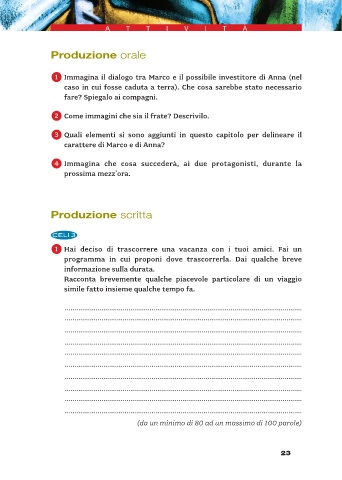 A T T I V I T À
Produzione orale
1 Immagina il dialogo tra Marco e il possibile investitore di Anna (nel
caso in cui fosse caduta a terra). Che cosa sarebbe stato necessario
fare? Spiegalo ai compagni.
2 Come immagini che sia il frate? Descrivilo.
3 Quali elementi si sono aggiunti in questo capitolo per delineare il
carattere di Marco e di Anna?
4 Immagina che cosa succederà, ai due protagonisti, durante la
prossima mezz'ora.
Produzione scritta
CELI 3
1 Hai deciso di trascorrere una vacanza con i tuoi amici. Fai un
programma in cui proponi dove trascorrerla. Dai qualche breve
informazione sulla durata.
Racconta brevemente qualche piacevole particolare di un viaggio
simile fatto insieme qualche tempo fa.
(da un minimo di 80 ad un massimo di 100 parole)
23